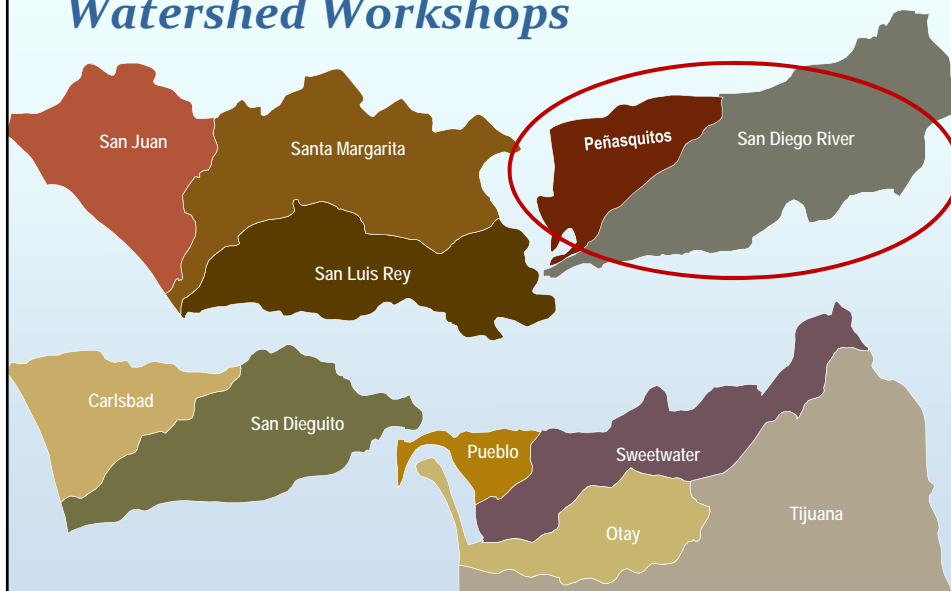 Watershed Workshops
San Juan
Santa Margarita
Peñasquitos
San Diego River
San Luis Rey
Carlsbad
San Dieguito
Pueblo
Sweetwater
Otay
Tijuana